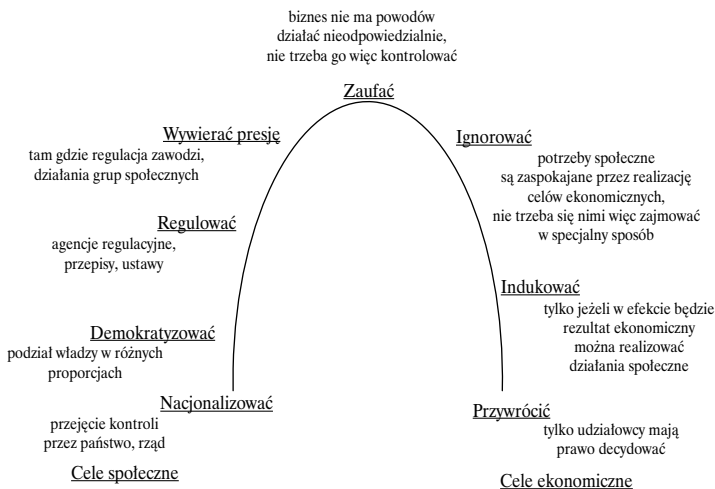 biznes nie ma powodów
działać nieodpowiedzialnie,
nie trzeba go więc kontrolować
Zaufać
Wywierać presję
tam gdzie regulacja zawodzi,
działania grup społecznych
Regulować
agencje regulacyjne,
przepisy, ustawy
Demokratyzować
podział władzy w różnych
proporcjach
Nacjonalizować
przejęcie kontroli
przez państwo, rząd
Cele społeczne
Ignorować
potrzeby społeczne
są zaspokajane przez realizację
celów ekonomicznych,
nie trzeba się nimi więc zajmować
w specjalny sposób
Indukować
tylko jeżeli w efekcie będzie
rezultat ekonomiczny
można realizować
działania społeczne
Przywrócić
tylko udziałowcy mają
prawo decydować
Cele ekonomiczne